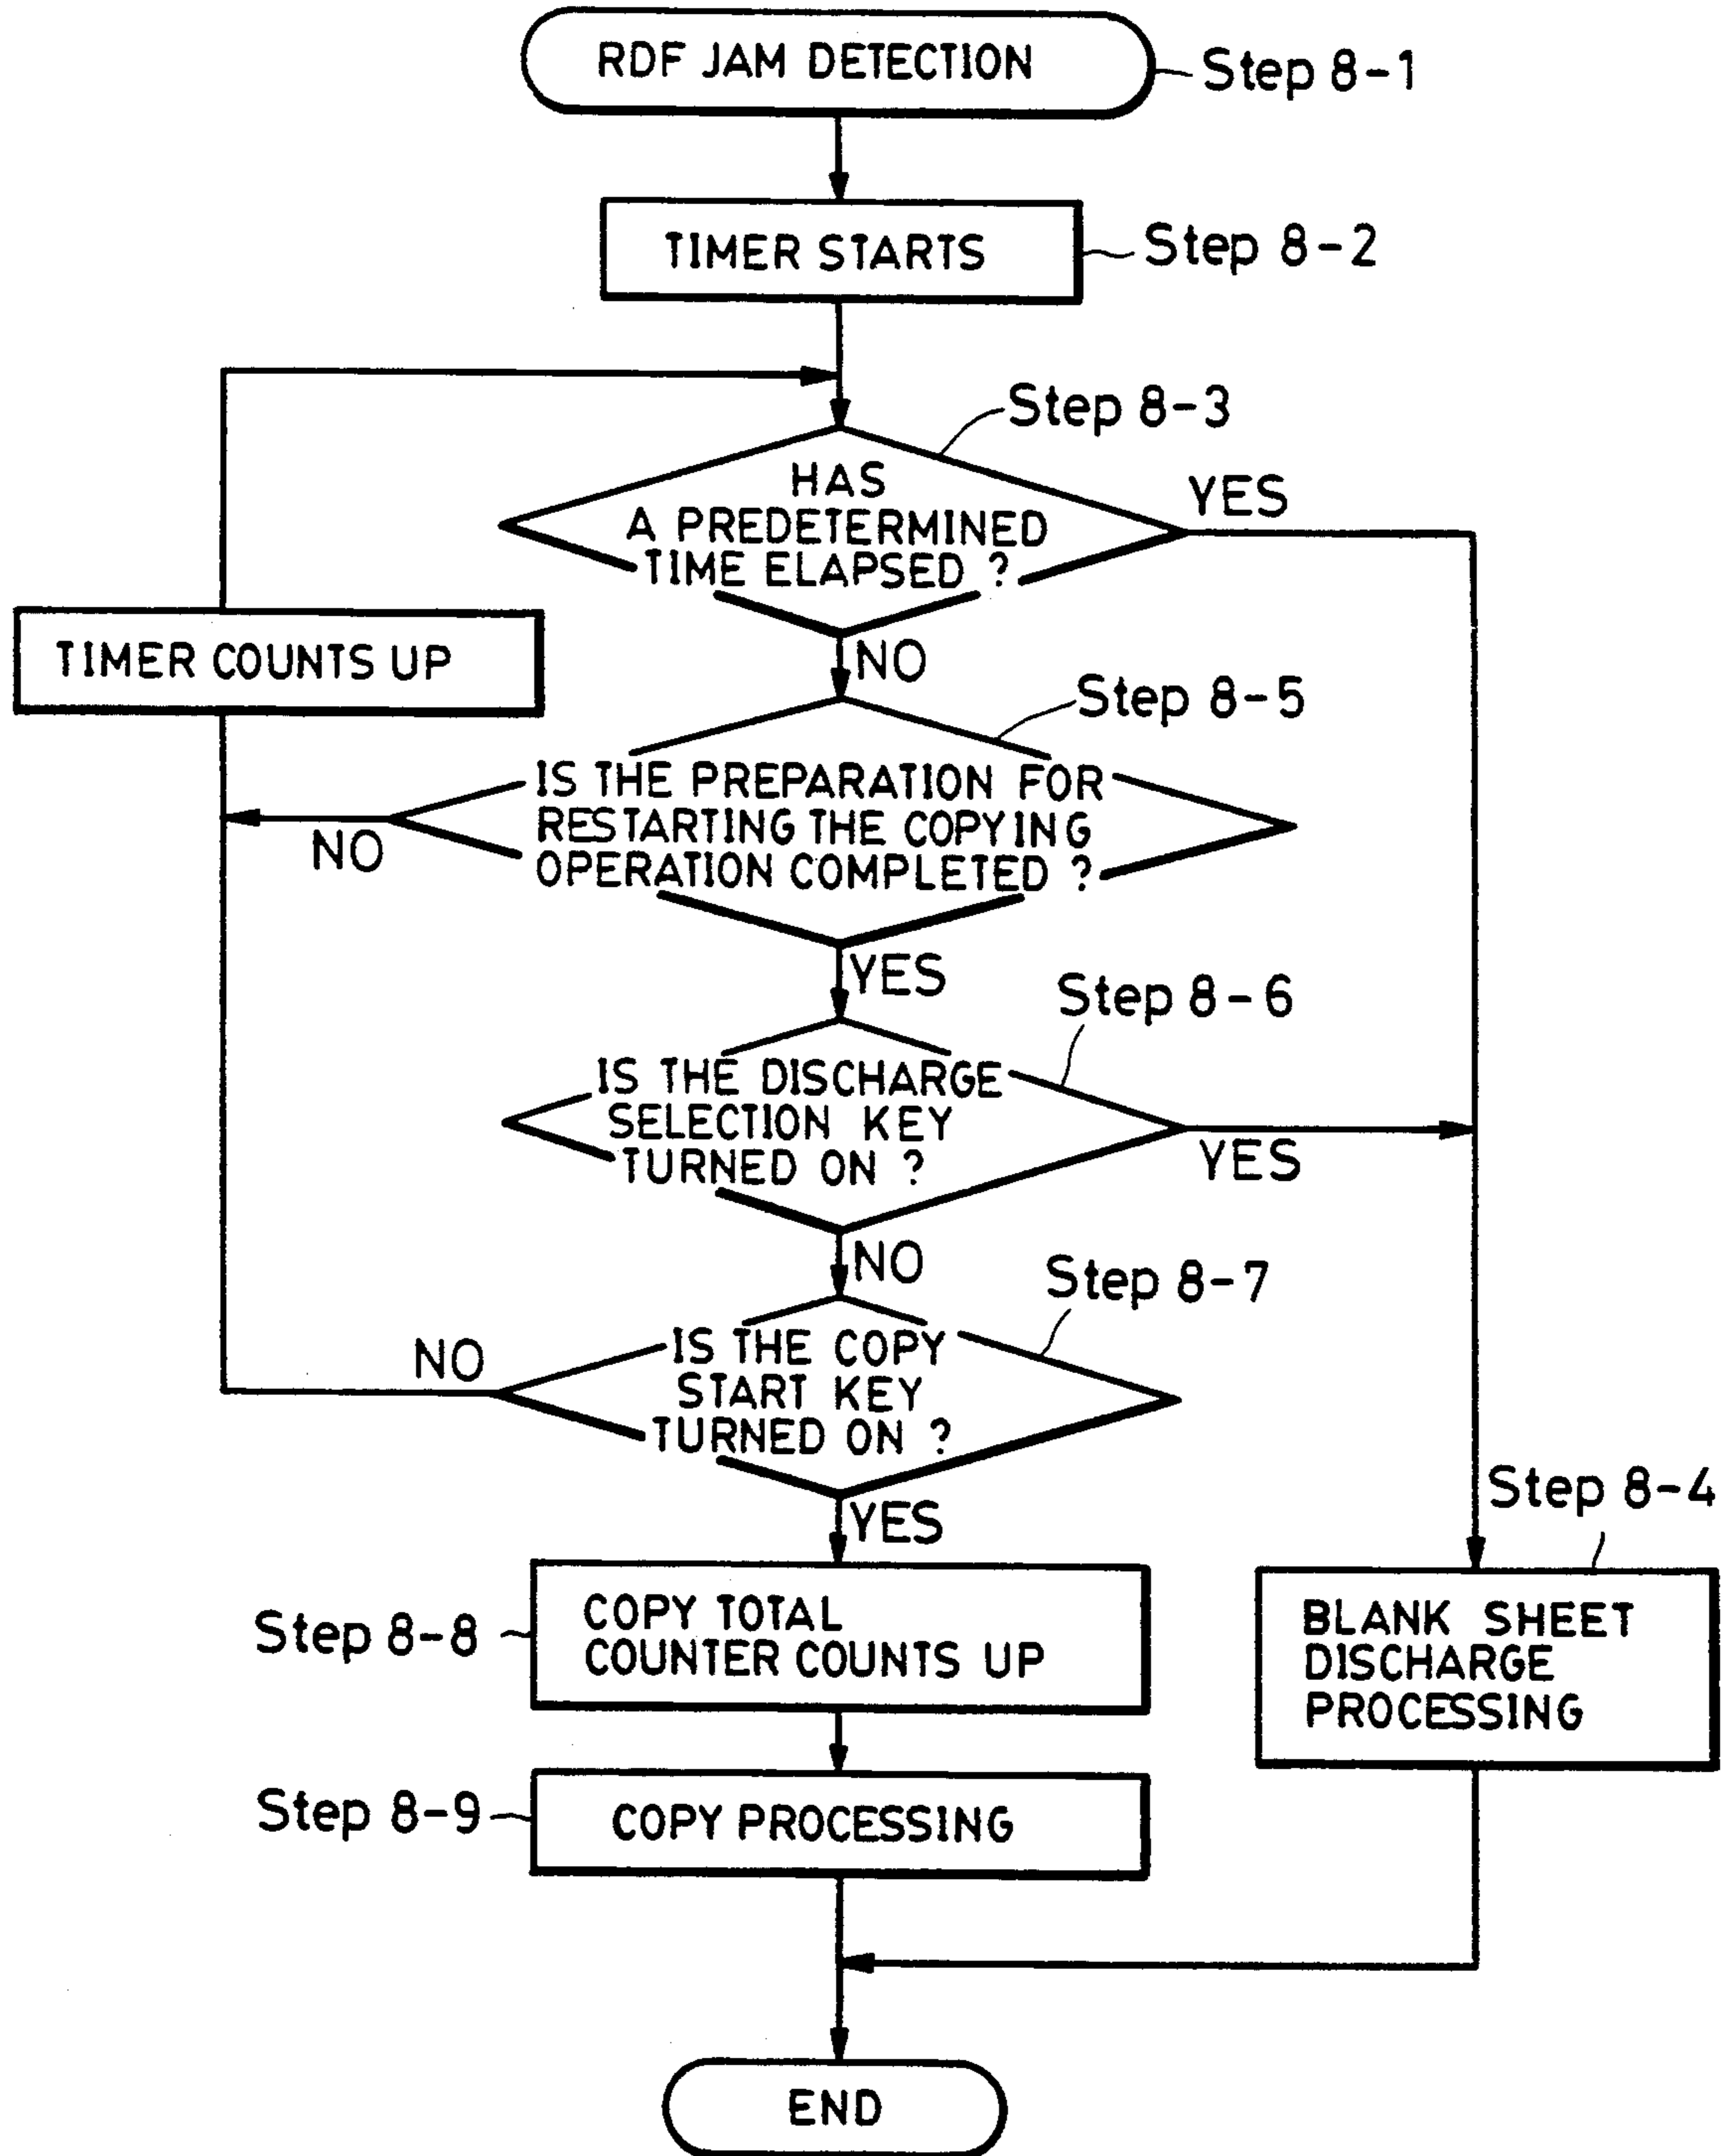 RDF JAM DETECTION
Step 8-1
TIMER STARTS
Step 8-2
Step 8-3
HAS
A PREDETERMINED
TIME ELAPSED ?
YES
NO
TIMER COUNTS UP
Step 8-5
IS THE PREPARATION FOR
RESTARTING THE COPYING
OPERATION COMPLETED ?
NO
YES
Step 8-6
IS THE DISCHARGE
SELECTION KEY
TURNED ON ?
YES
NO
Step 8-7
IS THE COPY
START KEY
TURNED ON ?
NO
YES
Step 8-4
BLANK SHEET
DISCHARGE
PROCESSING
Step 8-8
COPY TOTAL
COUNTER COUNTS UP
Step 8-9
COPY PROCESSING
END